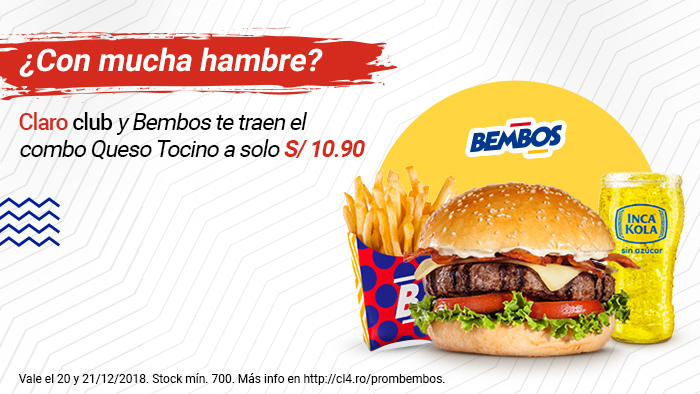 ¿Con mucha hambre?
Claro club y Bembos te traen el
combo Queso Tocino a solo S/ 10.90
BEMBOS
INCA
KOLA
sin azúcar
B
Vale el 20 y 21/12/2018. Stock mín. 700. Más info en http://cl4.ro/prombembos.